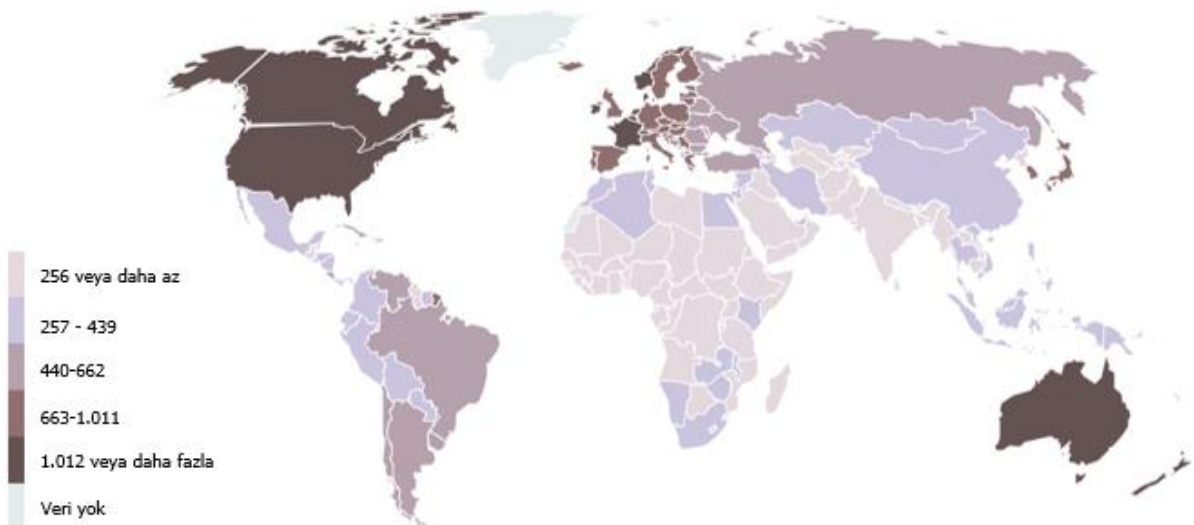 256 veya daha az
257 - 439
440-662
663-1.011
1.012 veya daha fazla
Veri yok